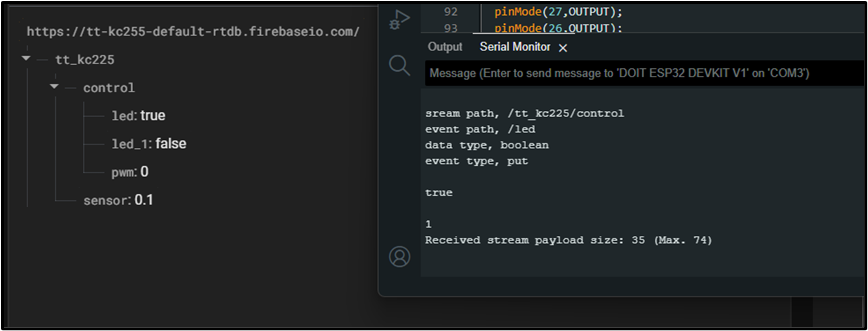 https://tt-kc255-default-rtdb.firebaseio.com/
tt_kc225
control
led: true
led_1: false
pwm: 0
sensor: 0.1
92 pinMode(27,OUTPUT);
93 pinMode(26,OUTPUT);
Output Serial Monitor ×
Message (Enter to send message to 'DOIT ESP32 DEVKIT V1' on 'COM3')
sream path, /tt_kc225/control
event path, /led
data type, boolean
event type, put
true
1
Received stream payload size: 35 (Max. 74)